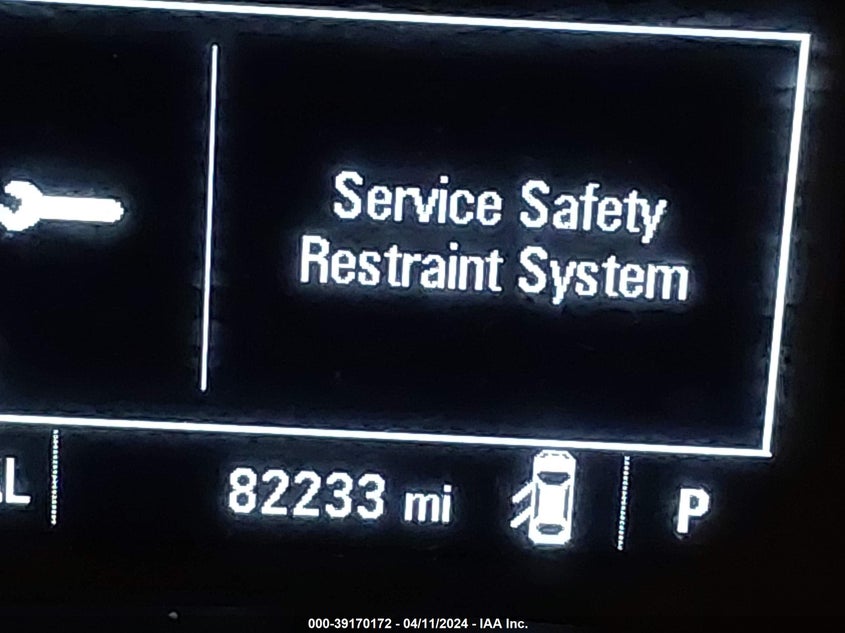 Service Safety
Restraint System
82233 mi
P
000-39170172 - 04/11/2024 - IAA Inc.